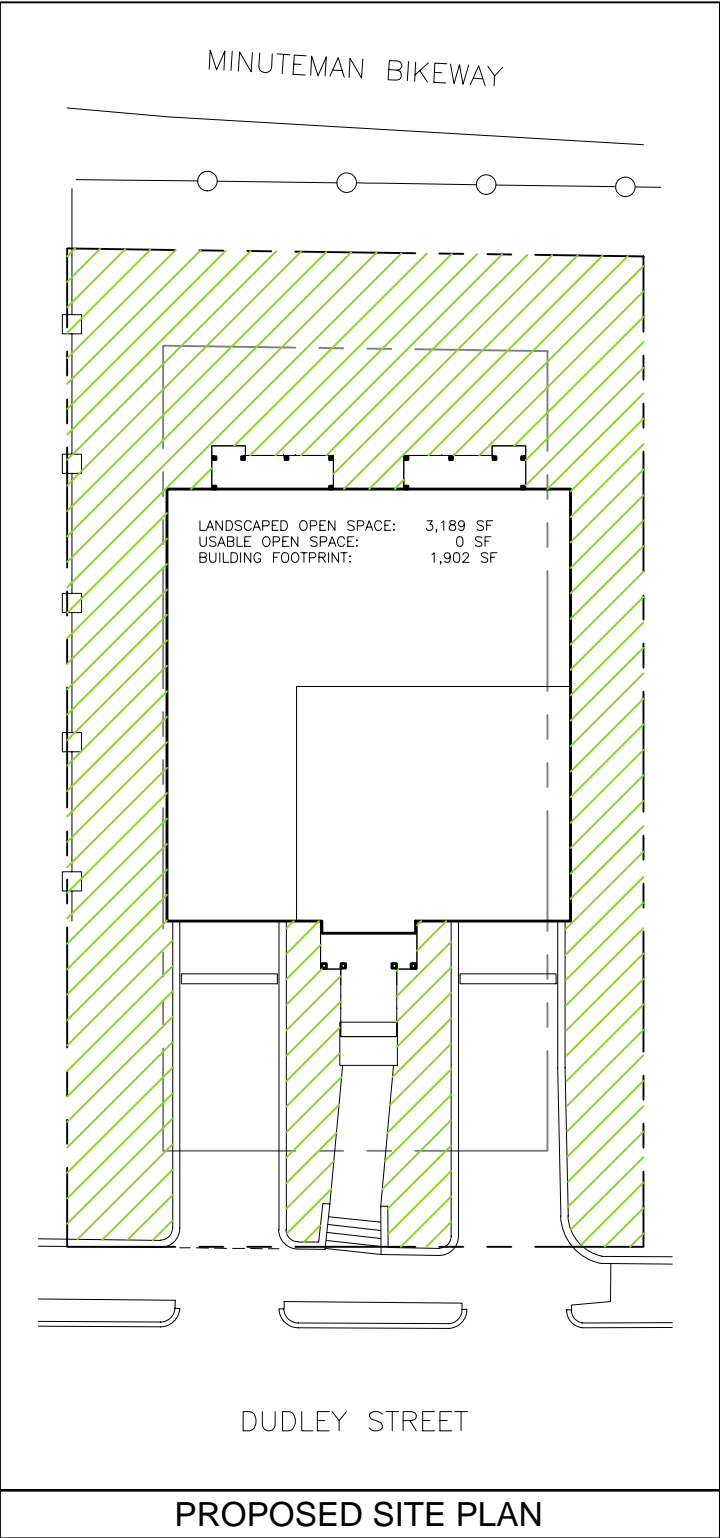 MINUTEMAN BIKEWAY
LANDSCAPED OPEN SPACE: 3,189 SF
USABLE OPEN SPACE: 0 SF
BUILDING FOOTPRINT: 1,902 SF
DUDLEY STREET
PROPOSED SITE PLAN